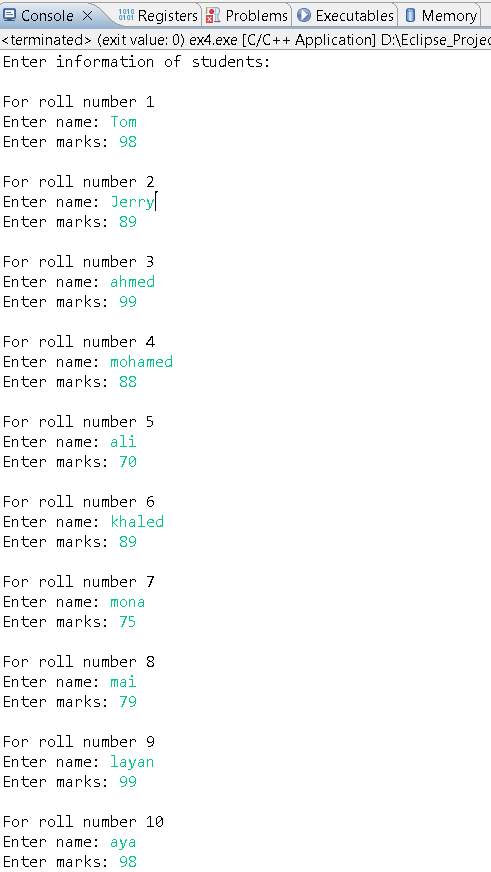 Console Registers Problems Executables Memory
<terminated> (exit value: 0) ex4.exe [C/C++ Application] D:\Eclipse_Projec
Enter information of students:
For roll number 1
Enter name: Tom
Enter marks: 98
For roll number 2
Enter name: Jerry
Enter marks: 89
For roll number 3
Enter name: ahmed
Enter marks: 99
For roll number 4
Enter name: mohamed
Enter marks: 88
For roll number 5
Enter name: ali
Enter marks: 70
For roll number 6
Enter name: khaled
Enter marks: 89
For roll number 7
Enter name: mona
Enter marks: 75
For roll number 8
Enter name: mai
Enter marks: 79
For roll number 9
Enter name: layan
Enter marks: 99
For roll number 10
Enter name: aya
Enter marks: 98